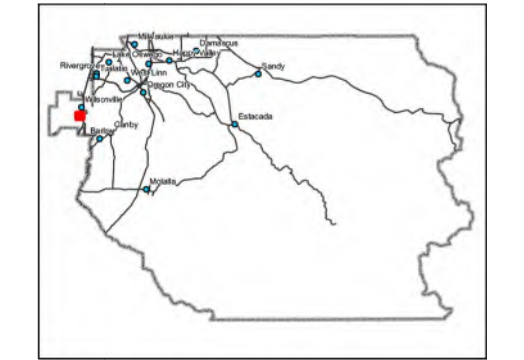 Milwaukie
Damascus
Lake Oswego
Happy Valley
Rivergrove
Tualatin
Sandy
West Linn
Oregon City
Wilsonville
Canby
Estacada
Barlow
Molalla